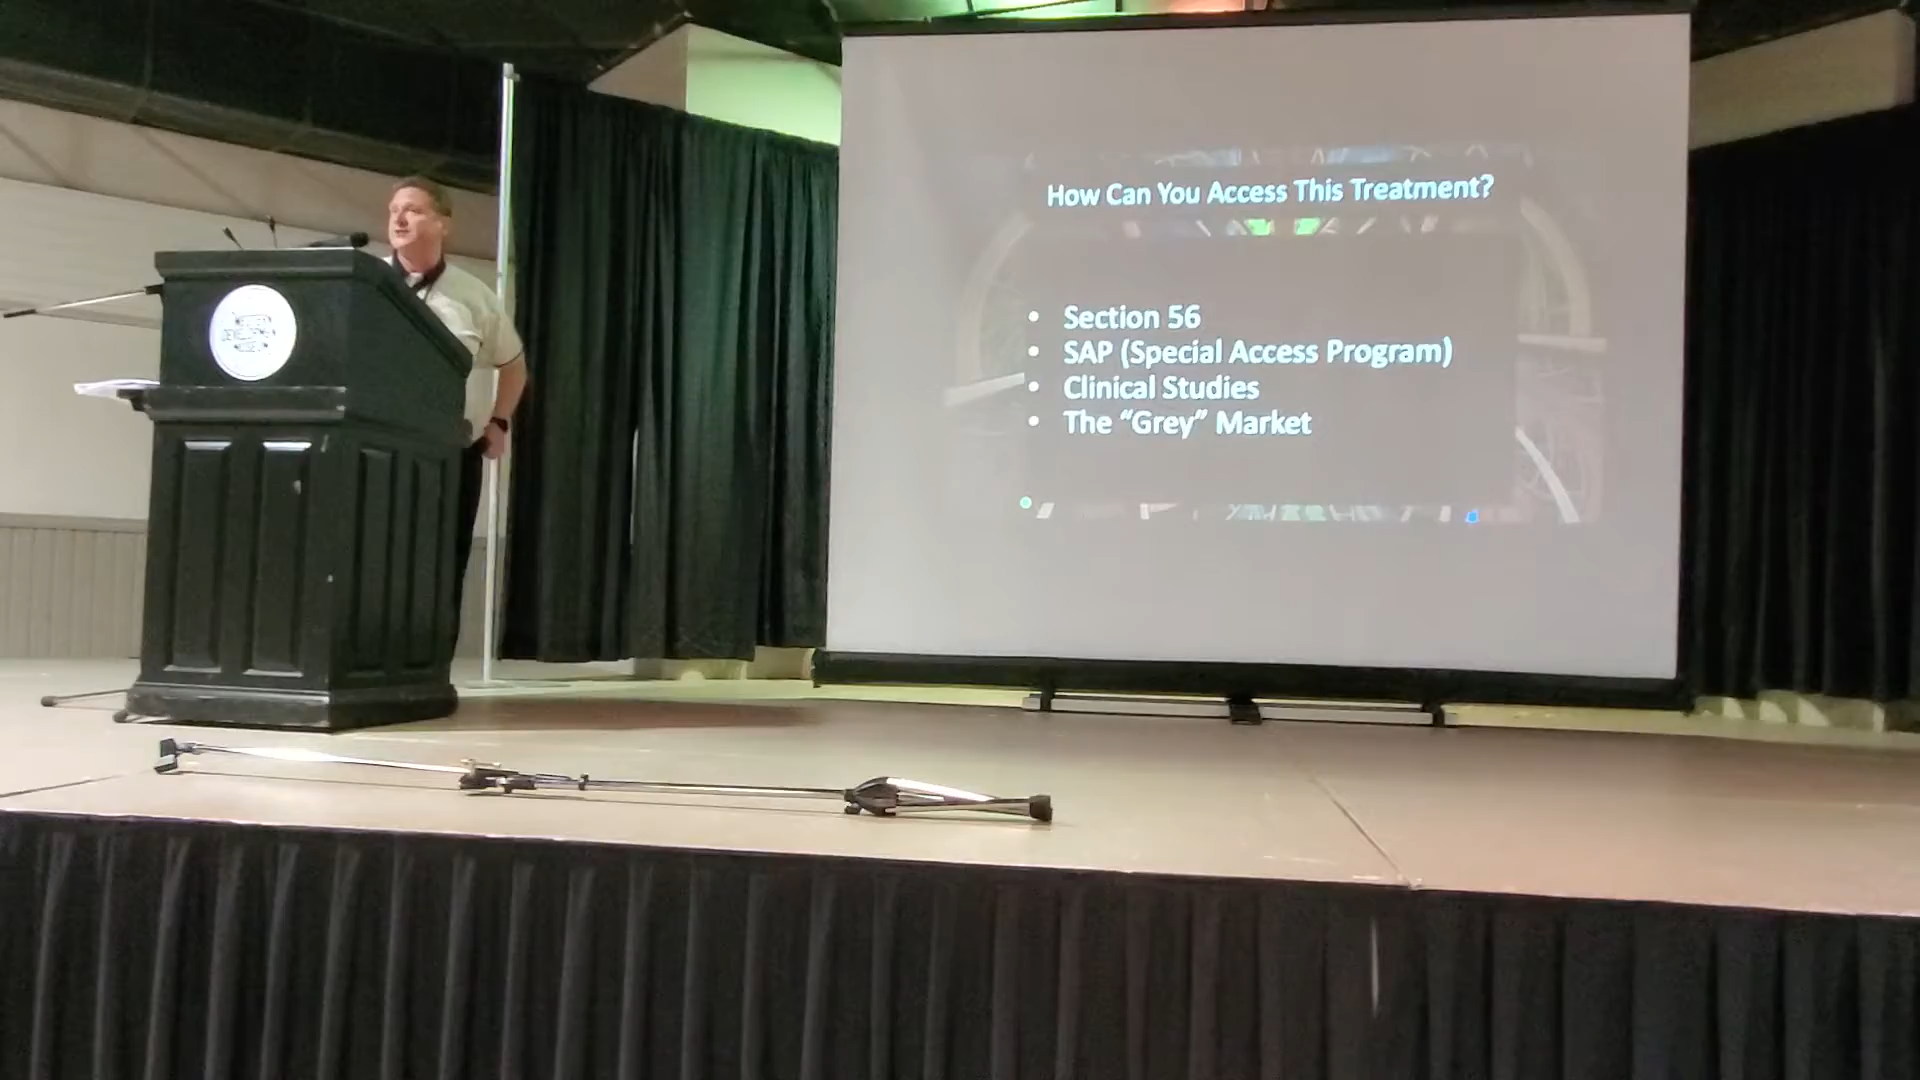 How Can You Access This Treatment?
• Section 56
• SAP (Special Access Program)
• Clinical Studies
• The “Grey” Market